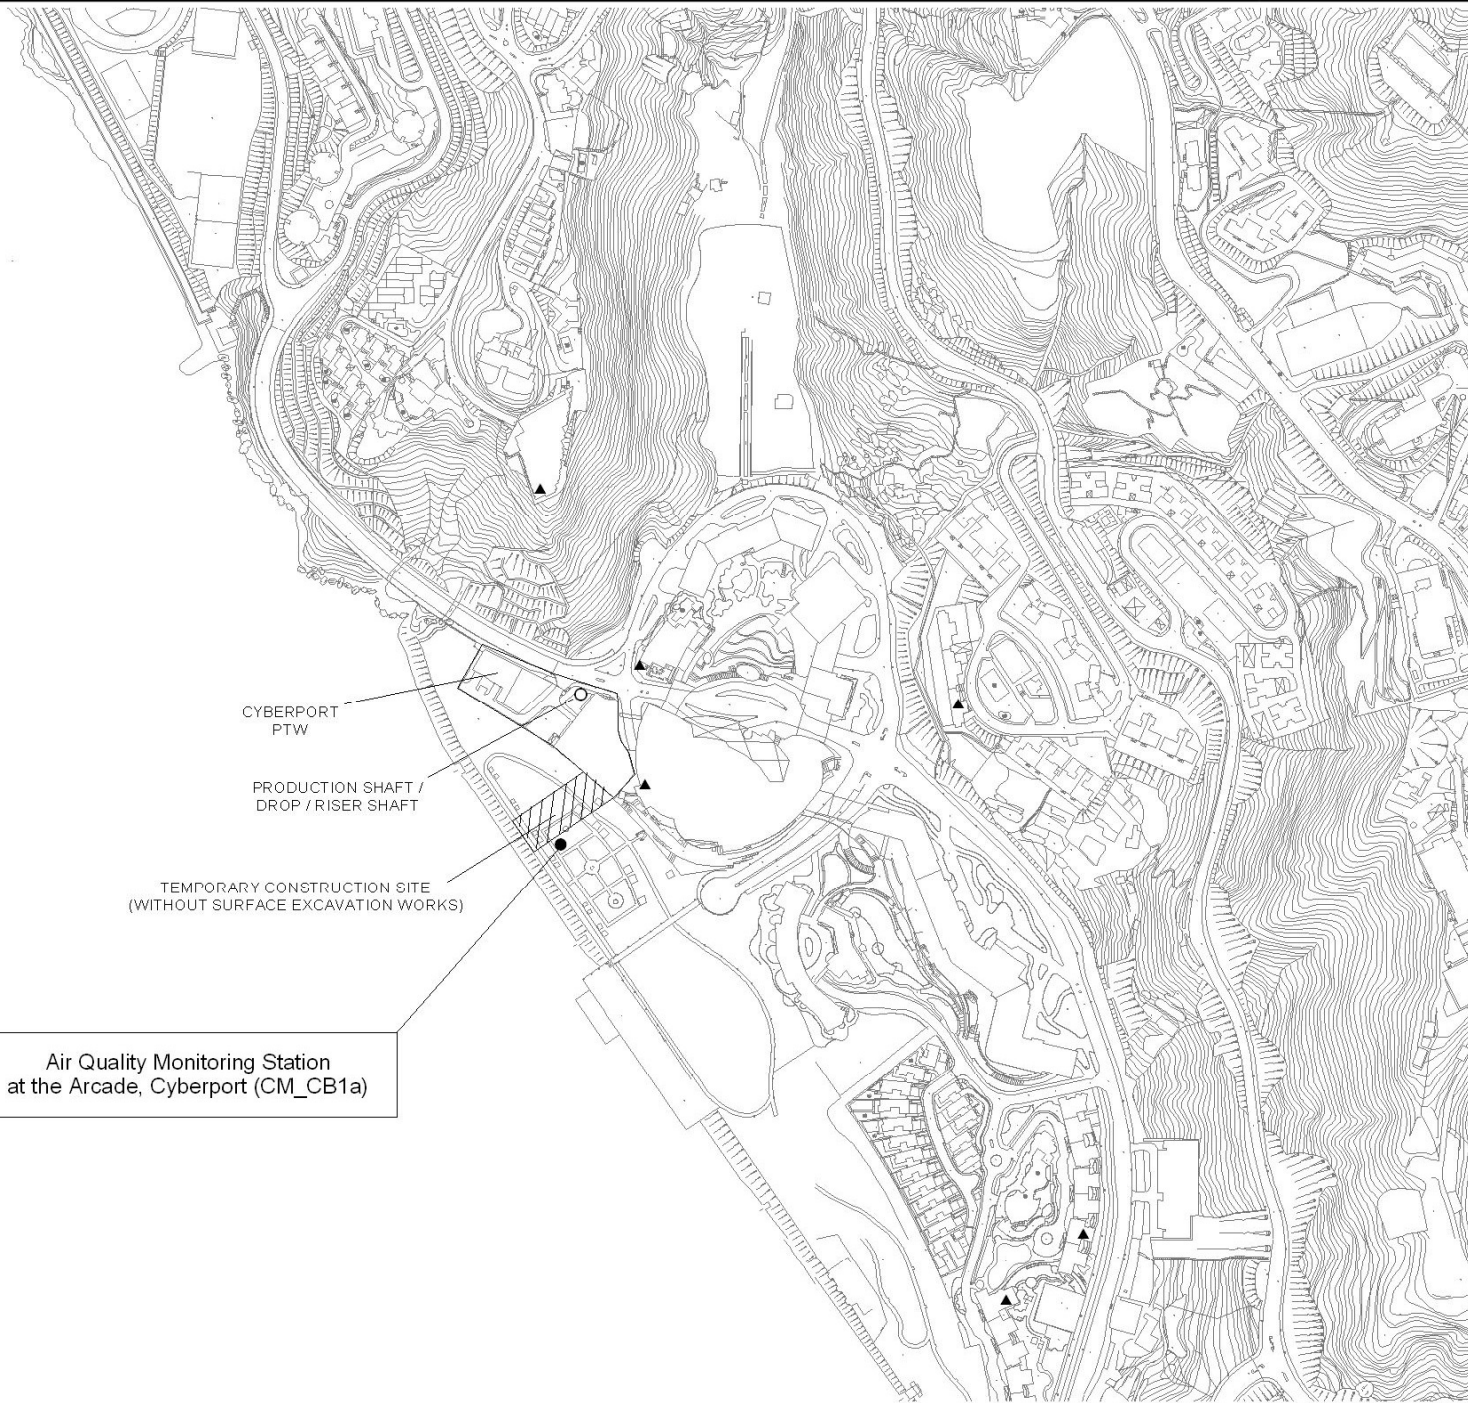 CYBERPORT
PTW
PRODUCTION SHAFT /
DROP / RISER SHAFT
TEMPORARY CONSTRUCTION SITE
(WITHOUT SURFACE EXCAVATION WORKS)
Air Quality Monitoring Station
at the Arcade, Cyberport (CM_CB1a)